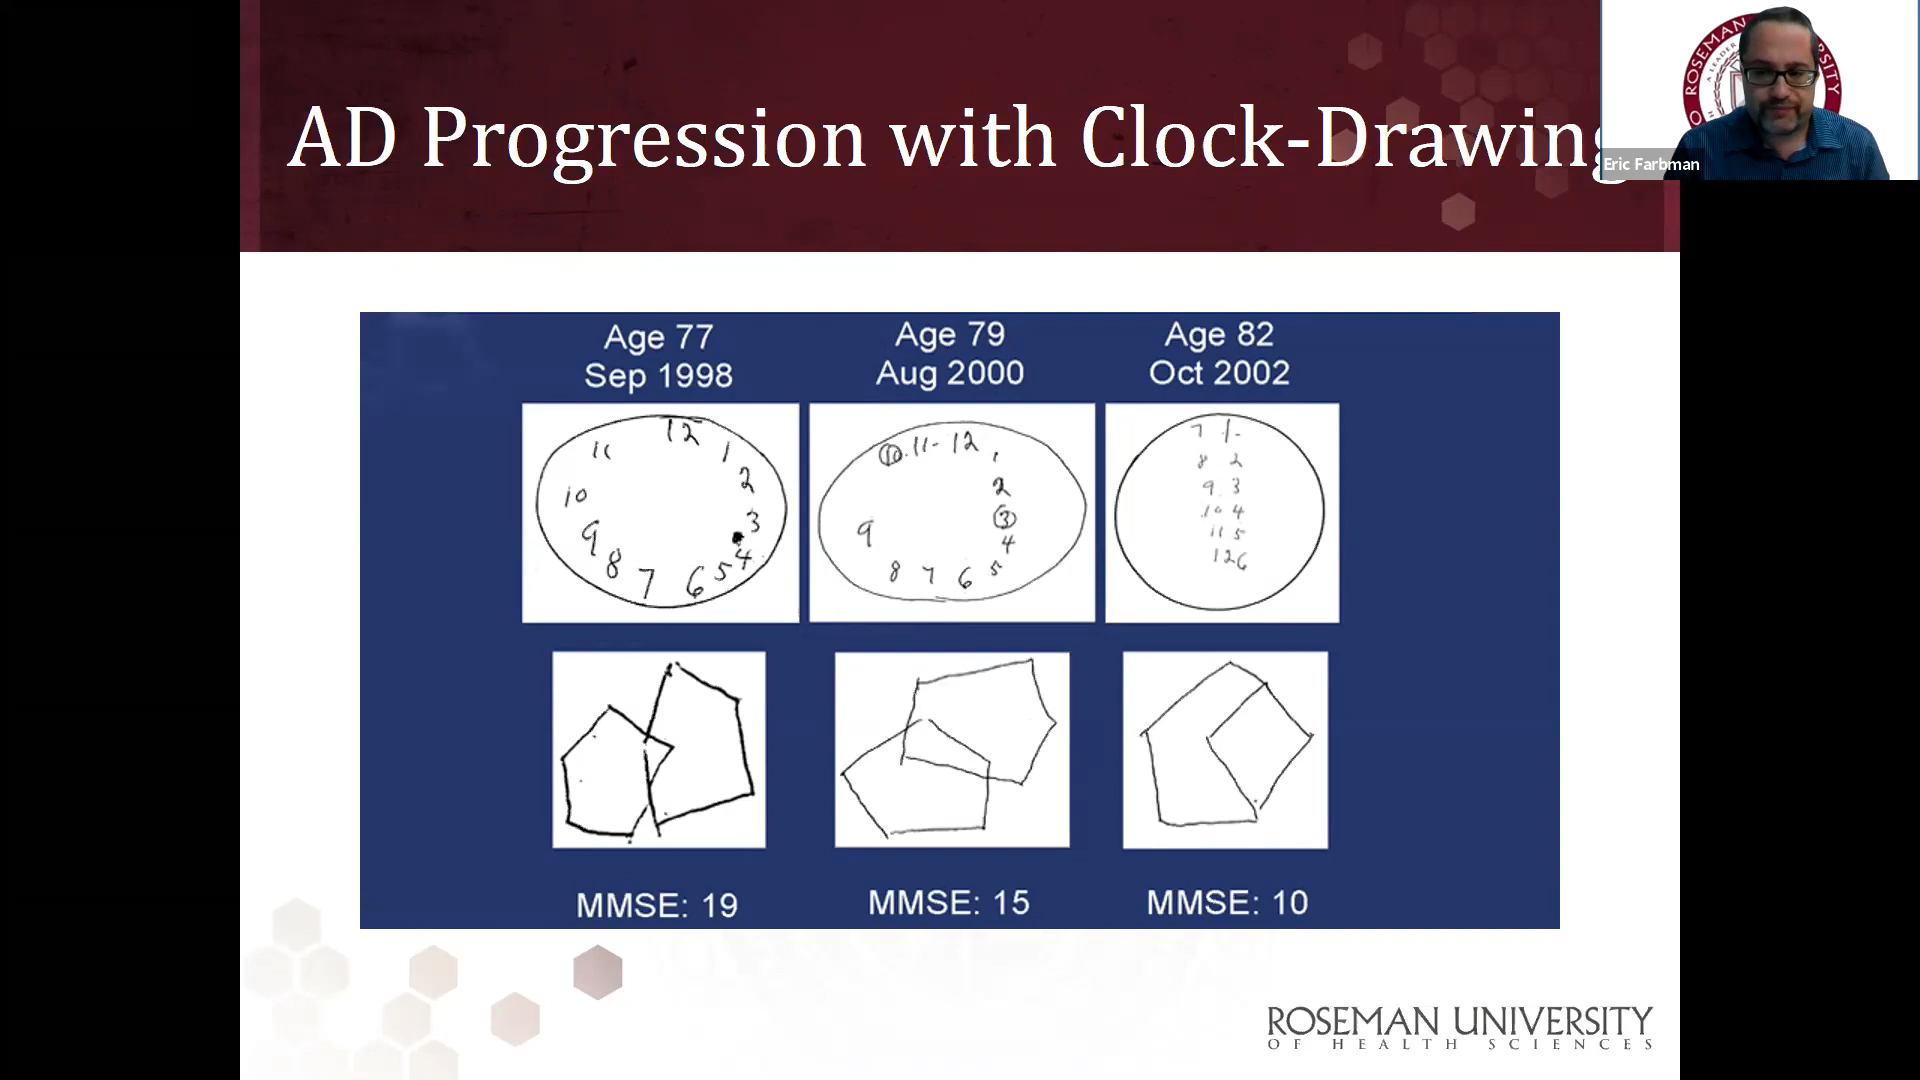 AD Progression with Clock-Drawing
ROSEMAN
UNIVERSITY
Eric Farbman
Age 77
Sep 1998
Age 79
Aug 2000
Age 82
Oct 2002
12
11
1
2
10
3
9
4
8
5
7
6
10 11- 12
1
2
3
9
4
8 7 6 5
7 1-
8 2
9 3
10 4
11 5
12 6
MMSE: 19
MMSE: 15
MMSE: 10
ROSEMAN UNIVERSITY
OF HEALTH SCIENCES